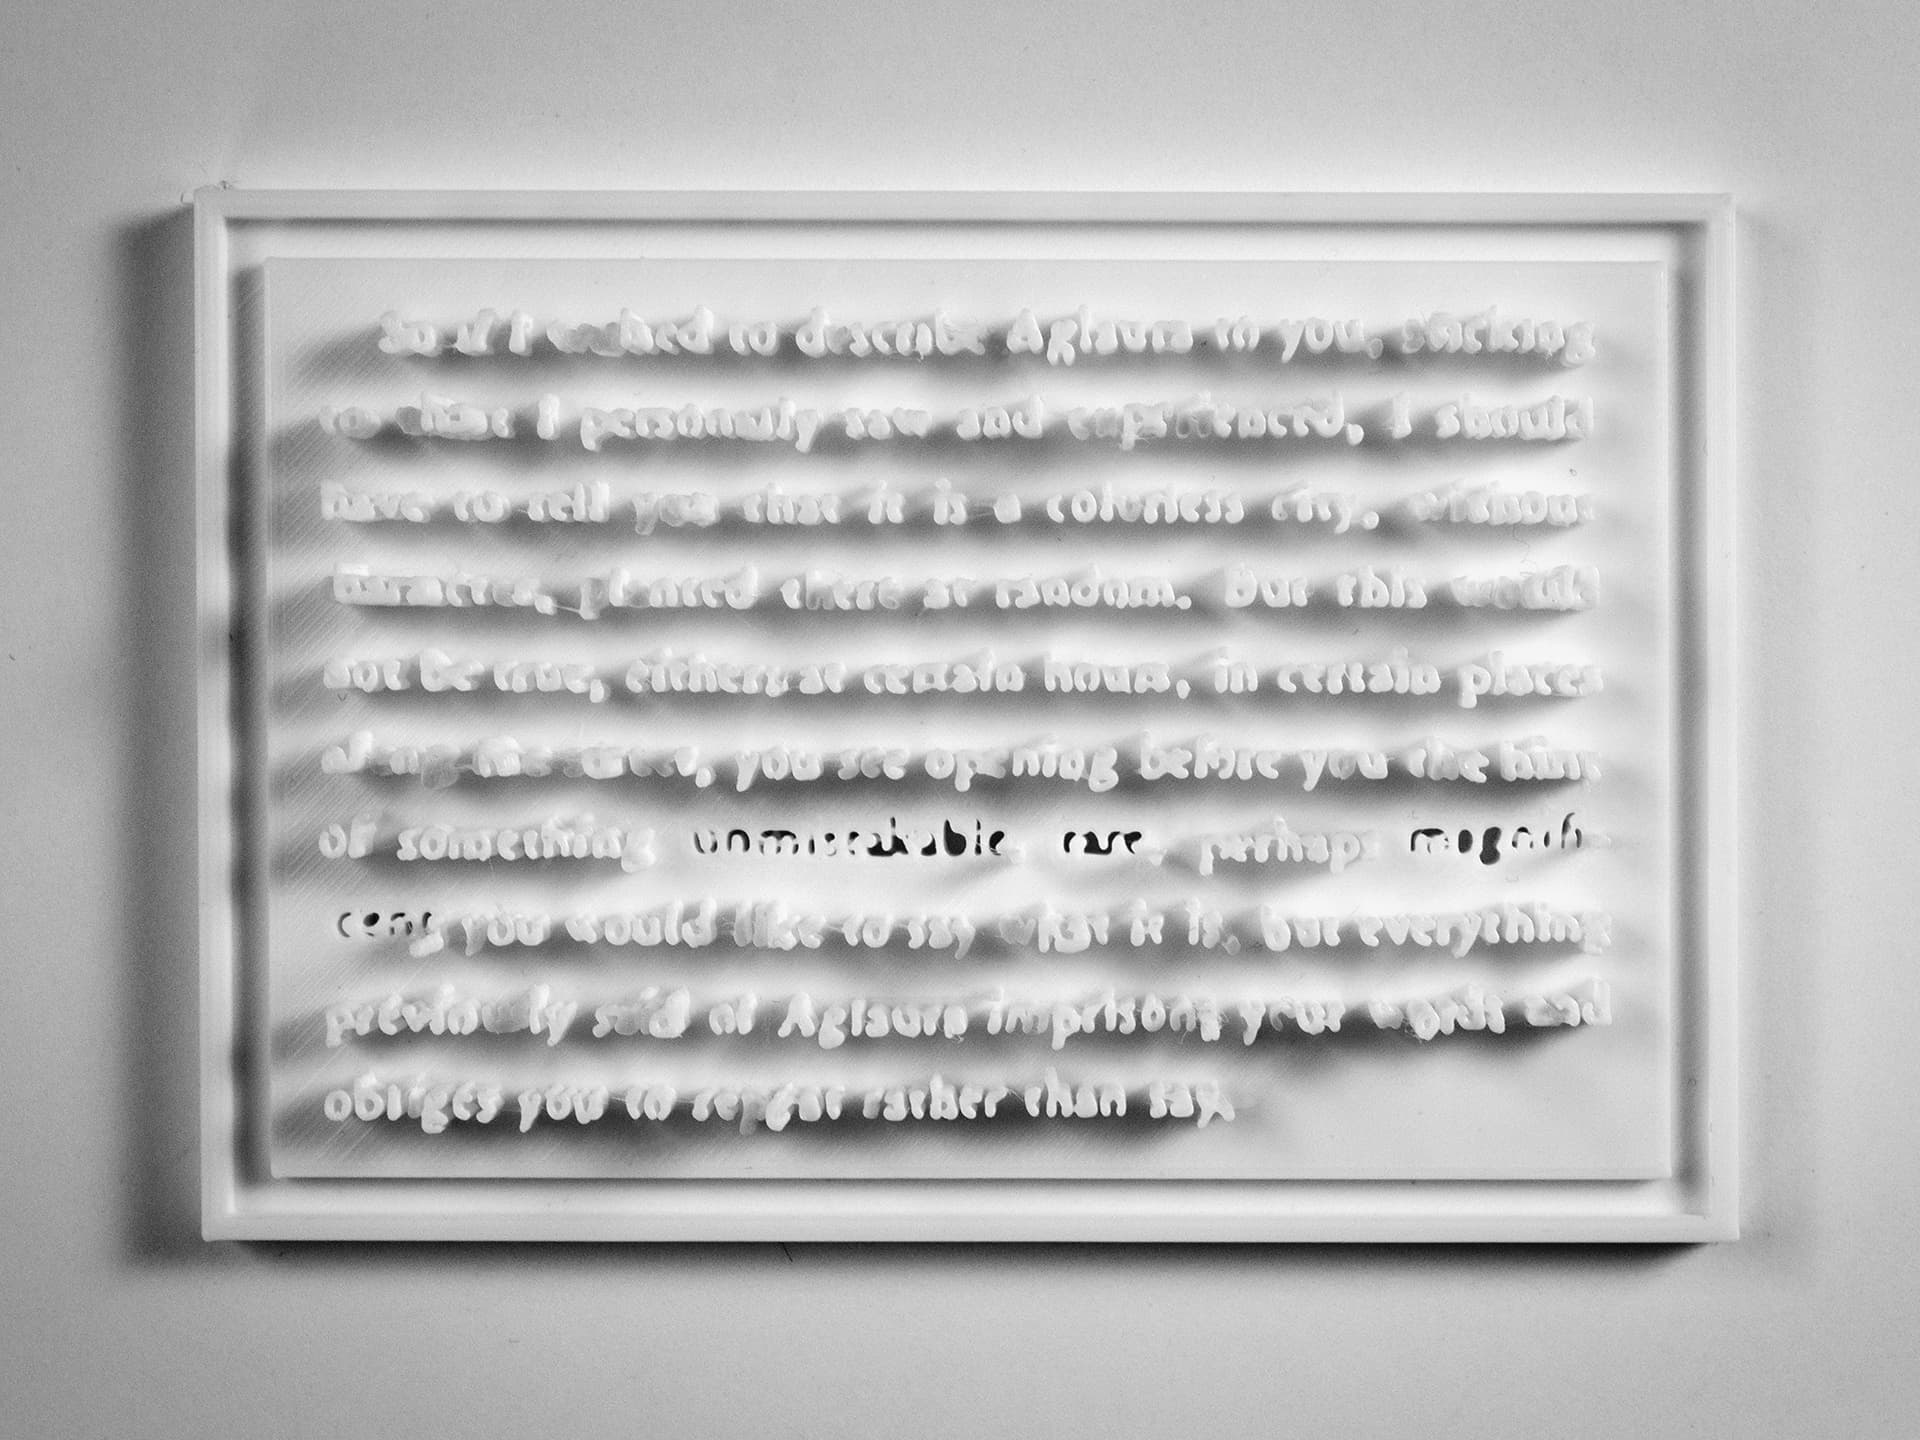 So if I wished to describe Aglaura to you, sticking
to what I personally saw and experienced, I should
have to tell you that it is a colorless city, without
character, planted there at random. But this would
not be true, either: at certain hours, in certain places
along the street, you see opening before you the hint
of something unmistakable, rare, perhaps magnifi-
cent; you would like to say what it is, but everything
previously said of Aglaura imprisons your words and
obliges you to repeat rather than say.